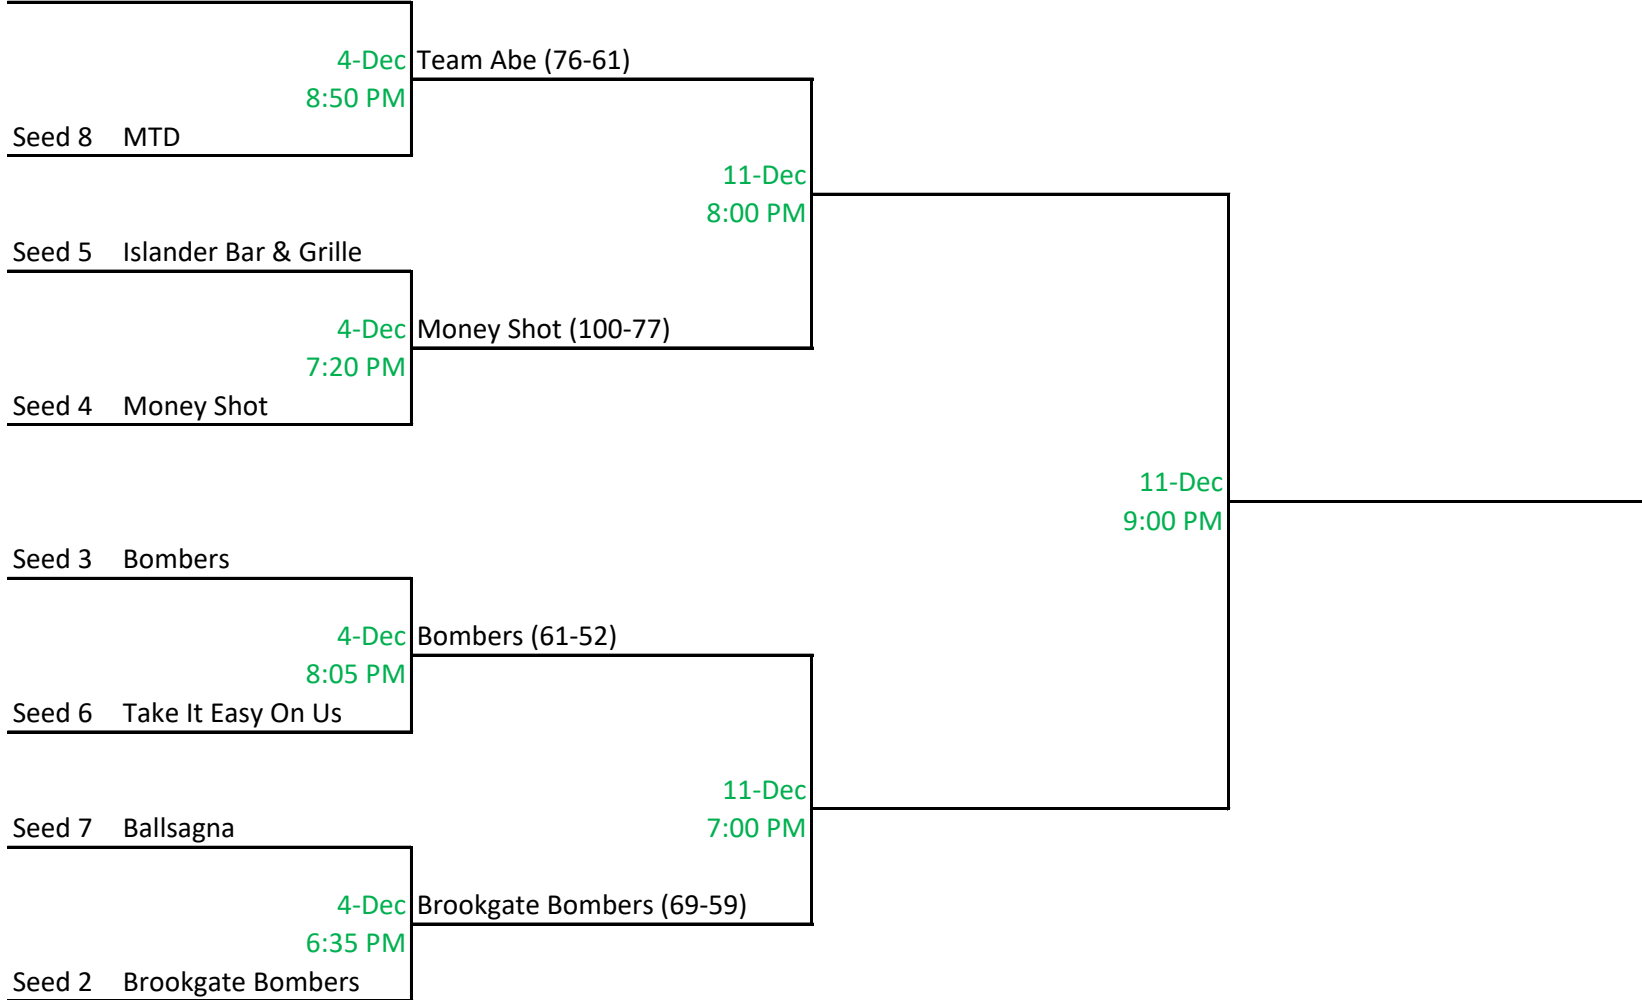 4-Dec Team Abe (76-61)
8:50 PM
Seed 8 MTD
11-Dec
8:00 PM
Seed 5 Islander Bar & Grille
4-Dec Money Shot (100-77)
7:20 PM
Seed 4 Money Shot
11-Dec
9:00 PM
Seed 3 Bombers
4-Dec Bombers (61-52)
8:05 PM
Seed 6 Take It Easy On Us
11-Dec
Seed 7 Ballsagna 7:00 PM
4-Dec Brookgate Bombers (69-59)
6:35 PM
Seed 2 Brookgate Bombers